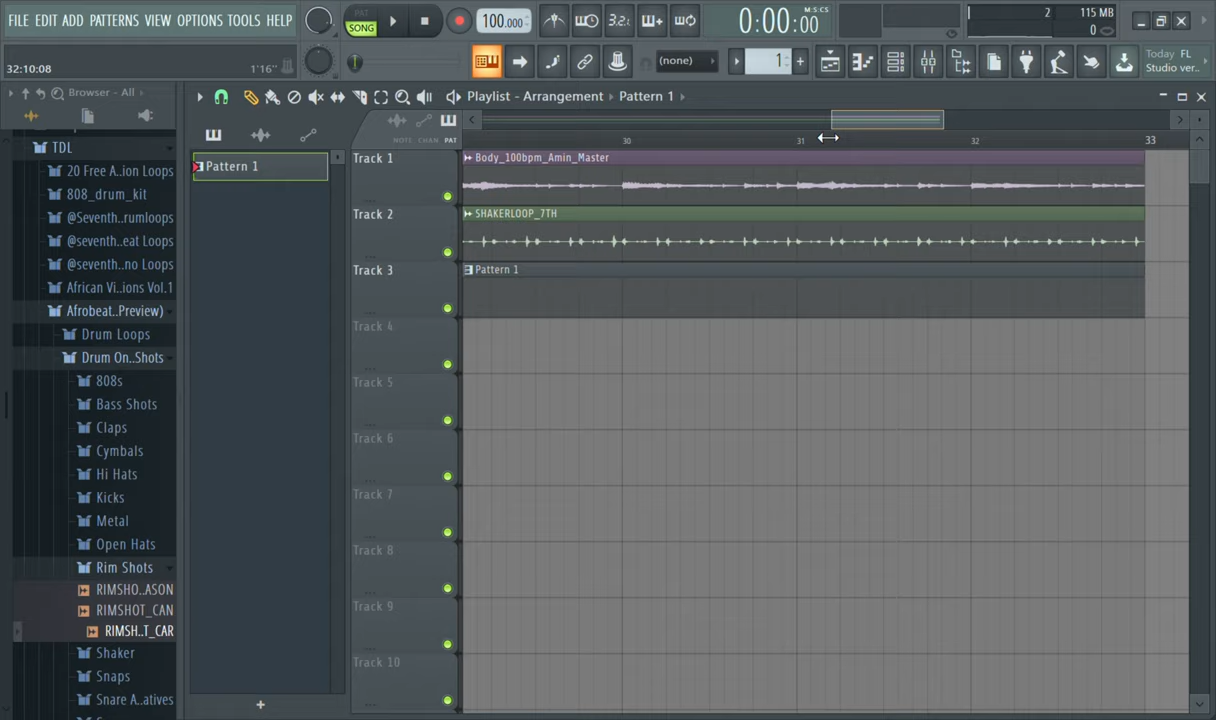 FILE EDIT ADD PATTERNS VIEW OPTIONS TOOLS HELP
PAT
SONG
100.000
3.2.
0:00:00
M:S:CS
2
115 MB
0
32:10:08
1'16"
(none)
1
Today FL
Studio ver..
Browser - All
Playlist - Arrangement
Pattern 1
NOTE CHAN PAT
30
31
32
33
TDL
20 Free A..ion Loops
808_drum_kit
@Seventh..rumloops
@seventh..eat Loops
@seventh..no Loops
African Vi..ions Vol.1
Afrobeat..Preview)
Drum Loops
Drum On..Shots
808s
Bass Shots
Claps
Cymbals
Hi Hats
Kicks
Metal
Open Hats
Rim Shots
RIMSHO..ASON
RIMSHOT_CAN
RIMSH..T_CAR
Shaker
Snaps
Snare A..atives
Pattern 1
Track 1
Body_100bpm_Amin_Master
Track 2
SHAKERLOOP_7TH
Track 3
Pattern 1
Track 4
Track 5
Track 6
Track 7
Track 8
Track 9
Track 10